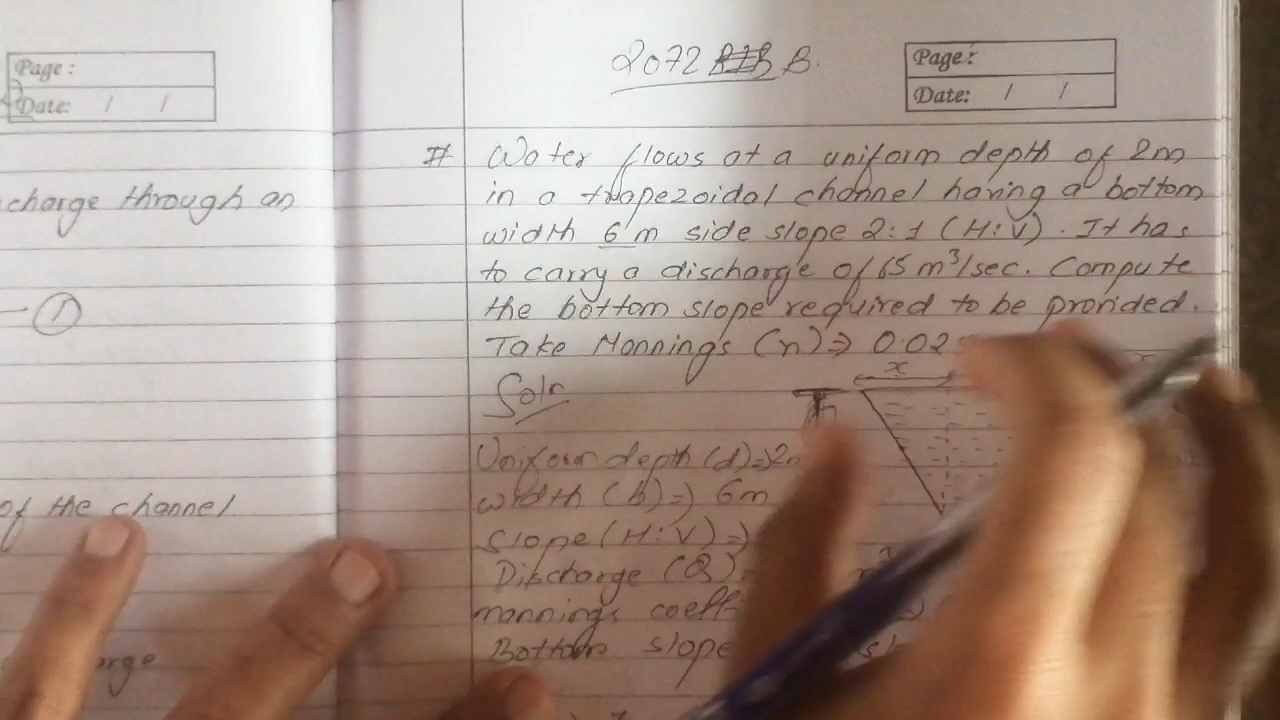 Page:
Date: / /
charge through an
①
of the channel
2072 B.
Page:
Date: / /
# Water flows at a uniform depth of 2m
in a trapezoidal channel having a bottom
width 6 m side slope 2:1 (H:V). It has
to carry a discharge of 65 m³/sec. Compute
the bottom slope required to be provided.
Take Mannings (n) ⇒ 0.02
x
Soln
Uniform depth (d) ⇒ 2m
width (b) ⇒ 6m
Slope (H:V) ⇒
Discharge (Q) =
mannings coeff
Bottom slope